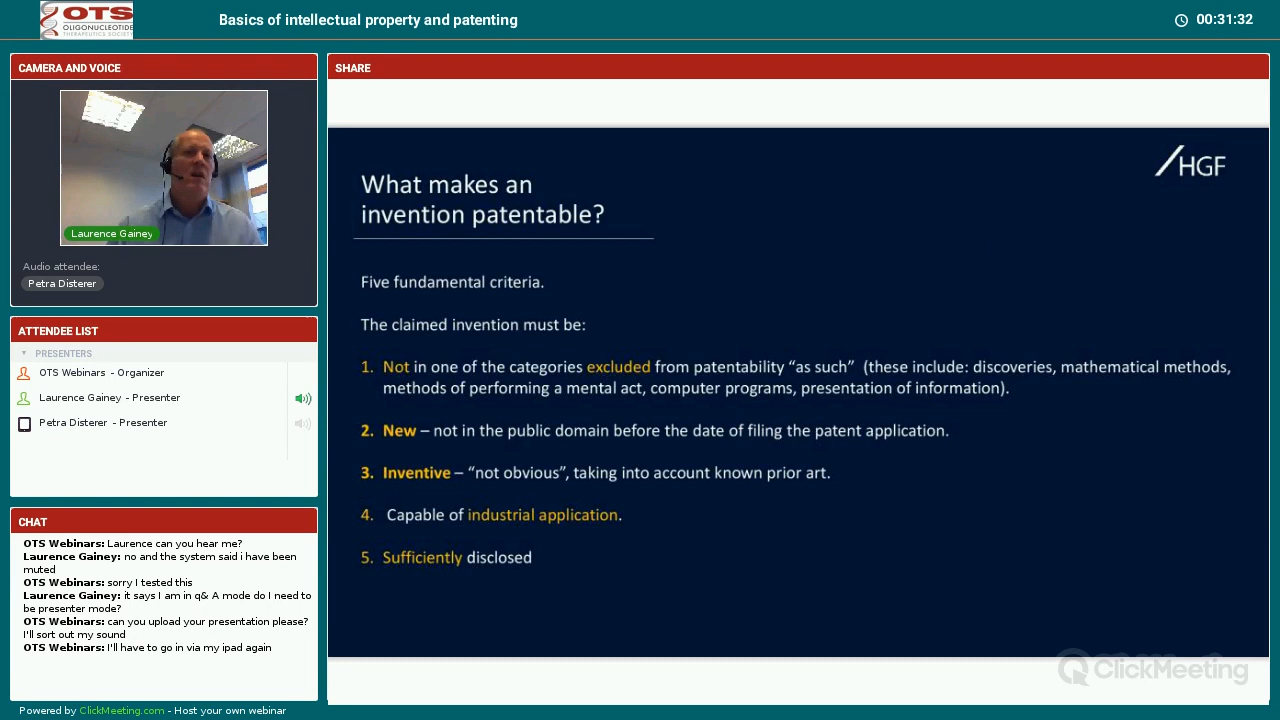 OTS
OLIGONUCLEOTIDE
THERAPEUTICS SOCIETY
Basics of intellectual property and patenting
00:31:32
CAMERA AND VOICE
Laurence Gainey
Audio attendee:
Petra Disterer
ATTENDEE LIST
PRESENTERS
OTS Webinars - Organizer
Laurence Gainey - Presenter
Petra Disterer - Presenter
CHAT
OTS Webinars: Laurence can you hear me?
Laurence Gainey: no and the system said i have been
muted
OTS Webinars: sorry I tested this
Laurence Gainey: it says I am in q& A mode do I need to
be presenter mode?
OTS Webinars: can you upload your presentation please?
I'll sort out my sound
OTS Webinars: I'll have to go in via my ipad again
Powered by ClickMeeting.com - Host your own webinar
SHARE
HGF
What makes an
invention patentable?
Five fundamental criteria.
The claimed invention must be:
1. Not in one of the categories excluded from patentability “as such” (these include: discoveries, mathematical methods,
methods of performing a mental act, computer programs, presentation of information).
2. New – not in the public domain before the date of filing the patent application.
3. Inventive – “not obvious”, taking into account known prior art.
4. Capable of industrial application.
5. Sufficiently disclosed
ClickMeeting